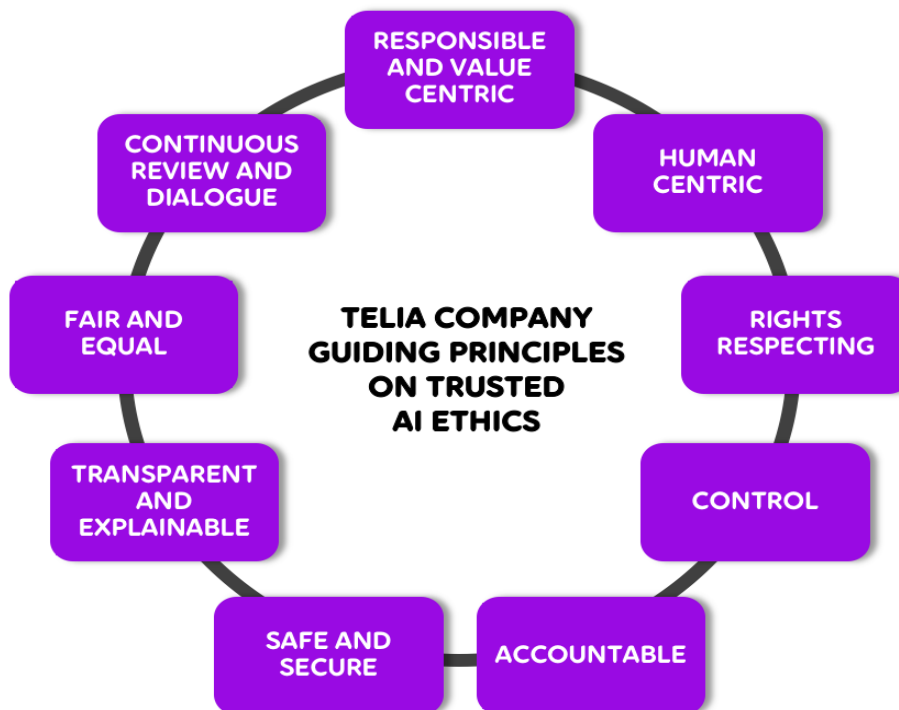 RESPONSIBLE
AND VALUE
CENTRIC
HUMAN
CENTRIC
RIGHTS
RESPECTING
CONTROL
ACCOUNTABLE
SAFE AND
SECURE
TRANSPARENT
AND
EXPLAINABLE
FAIR AND
EQUAL
CONTINUOUS
REVIEW AND
DIALOGUE
TELIA COMPANY
GUIDING PRINCIPLES
ON TRUSTED
AI ETHICS